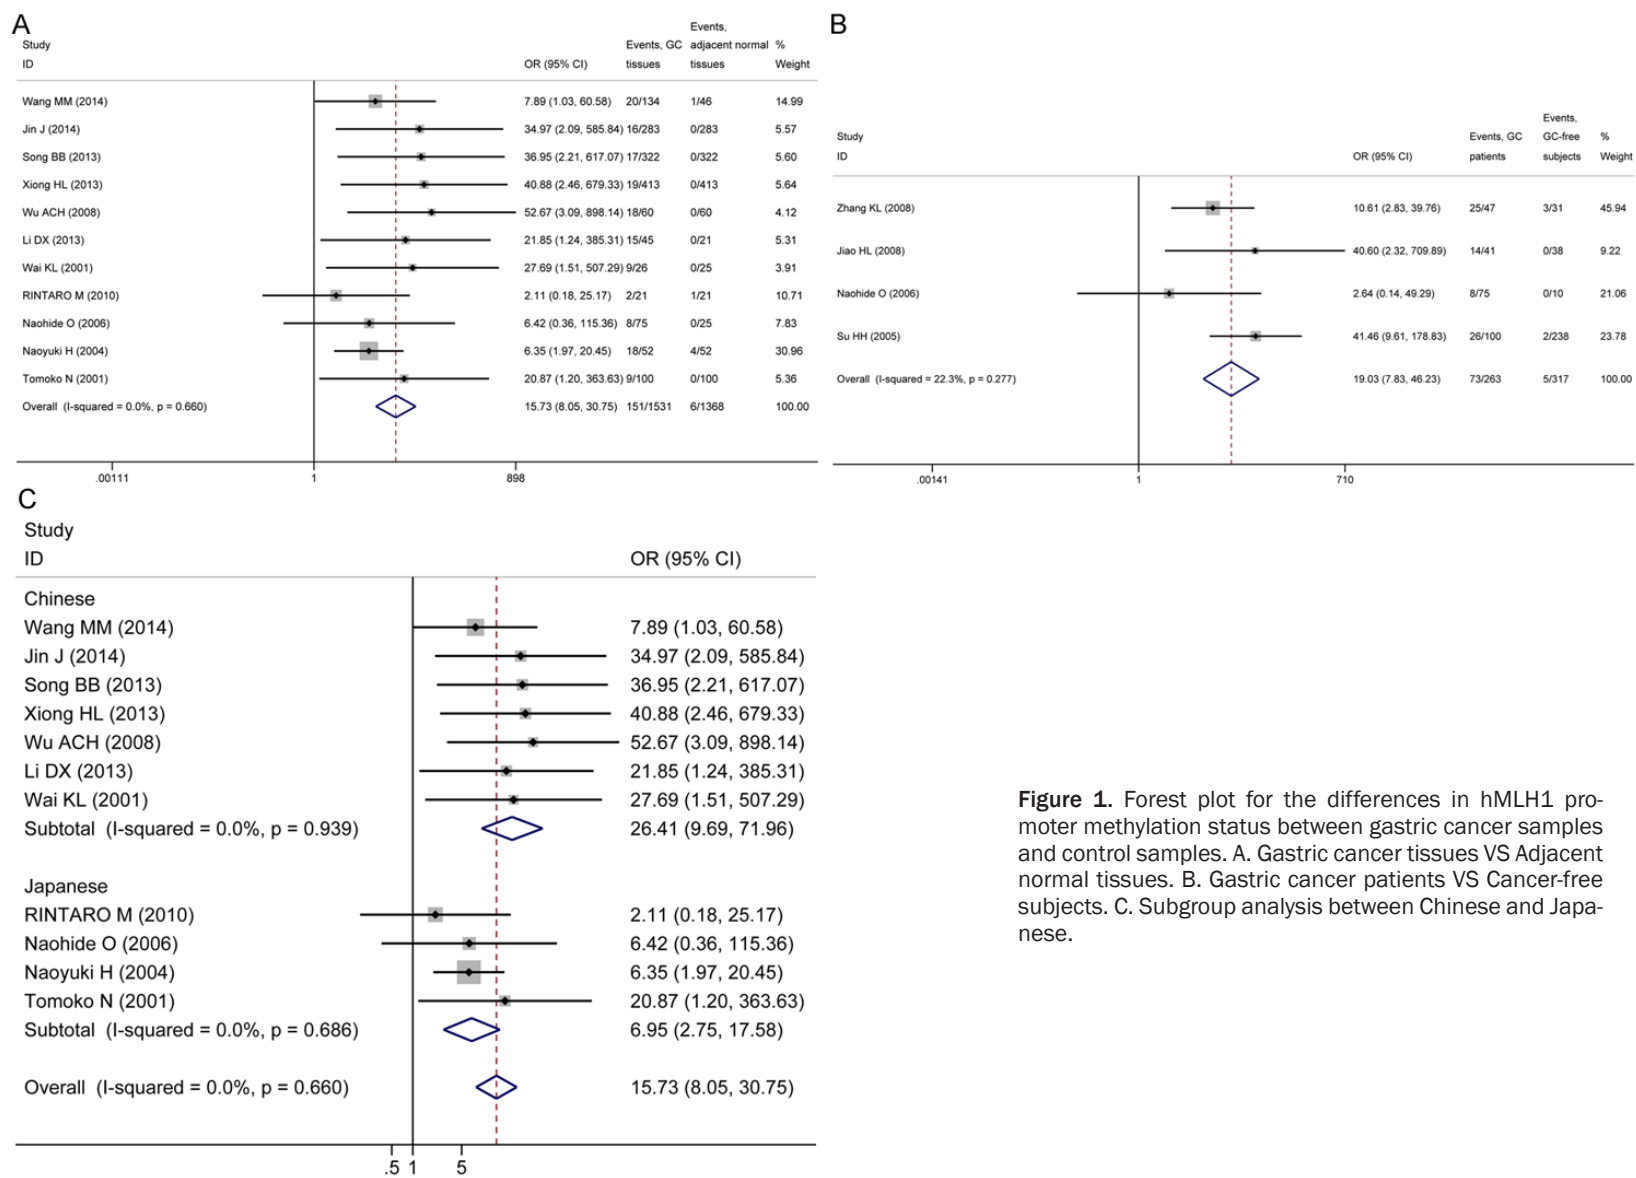 A
Study
ID
OR (95% CI)
Events, GC
tissues
Events,
adjacent normal
tissues
%
Weight
Wang MM (2014) 7.89 (1.03, 60.58) 20/134 1/46 14.99
Jin J (2014) 34.97 (2.09, 585.84) 16/283 0/283 5.57
Song BB (2013) 36.95 (2.21, 617.07) 17/322 0/322 5.60
Xiong HL (2013) 40.88 (2.46, 679.33) 19/413 0/413 5.64
Wu ACH (2008) 52.67 (3.09, 898.14) 18/60 0/60 4.12
Li DX (2013) 21.85 (1.24, 385.31) 15/45 0/21 5.31
Wai KL (2001) 27.69 (1.51, 507.29) 9/26 0/25 3.91
RINTARO M (2010) 2.11 (0.18, 25.17) 2/21 1/21 10.71
Naohide O (2006) 6.42 (0.36, 115.36) 8/75 0/25 7.83
Naoyuki H (2004) 6.35 (1.97, 20.45) 18/52 4/52 30.96
Tomoko N (2001) 20.87 (1.20, 363.63) 9/100 0/100 5.36
Overall (I-squared = 0.0%, p = 0.660) 15.73 (8.05, 30.75) 151/1531 6/1368 100.00
.00111 1 898
B
Study
ID
OR (95% CI)
Events, GC
patients
Events,
GC-free
subjects
%
Weight
Zhang KL (2008) 10.61 (2.83, 39.76) 25/47 3/31 45.94
Jiao HL (2008) 40.60 (2.32, 709.89) 14/41 0/38 9.22
Naohide O (2006) 2.64 (0.14, 49.29) 8/75 0/10 21.06
Su HH (2005) 41.46 (9.61, 178.83) 26/100 2/238 23.78
Overall (I-squared = 22.3%, p = 0.277) 19.03 (7.83, 46.23) 73/263 5/317 100.00
.00141 1 710
C
Study
ID OR (95% CI)
Chinese
Wang MM (2014) 7.89 (1.03, 60.58)
Jin J (2014) 34.97 (2.09, 585.84)
Song BB (2013) 36.95 (2.21, 617.07)
Xiong HL (2013) 40.88 (2.46, 679.33)
Wu ACH (2008) 52.67 (3.09, 898.14)
Li DX (2013) 21.85 (1.24, 385.31)
Wai KL (2001) 27.69 (1.51, 507.29)
Subtotal (I-squared = 0.0%, p = 0.939) 26.41 (9.69, 71.96)
Japanese
RINTARO M (2010) 2.11 (0.18, 25.17)
Naohide O (2006) 6.42 (0.36, 115.36)
Naoyuki H (2004) 6.35 (1.97, 20.45)
Tomoko N (2001) 20.87 (1.20, 363.63)
Subtotal (I-squared = 0.0%, p = 0.686) 6.95 (2.75, 17.58)
Overall (I-squared = 0.0%, p = 0.660) 15.73 (8.05, 30.75)
.5 1 5
Figure 1. Forest plot for the differences in hMLH1 pro-
moter methylation status between gastric cancer samples
and control samples. A. Gastric cancer tissues VS Adjacent
normal tissues. B. Gastric cancer patients VS Cancer-free
subjects. C. Subgroup analysis between Chinese and Japa-
nese.